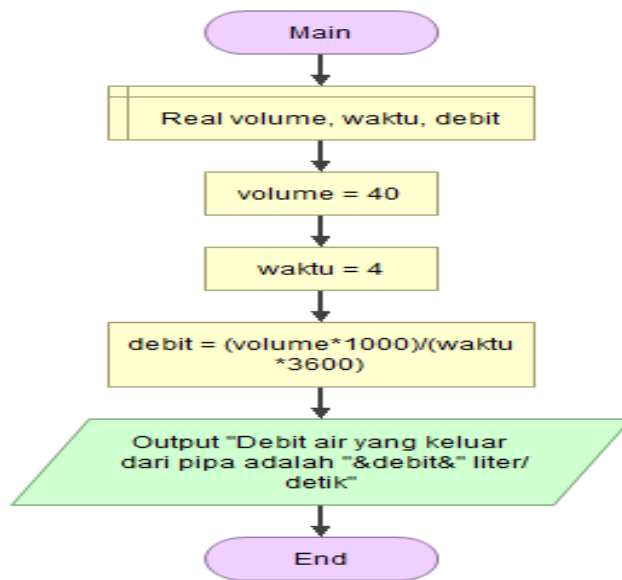 Main
Real volume, waktu, debit
volume = 40
waktu = 4
debit = (volume*1000)/(waktu
*3600)
Output "Debit air yang keluar
dari pipa adalah "&debit&" liter/
detik"
End